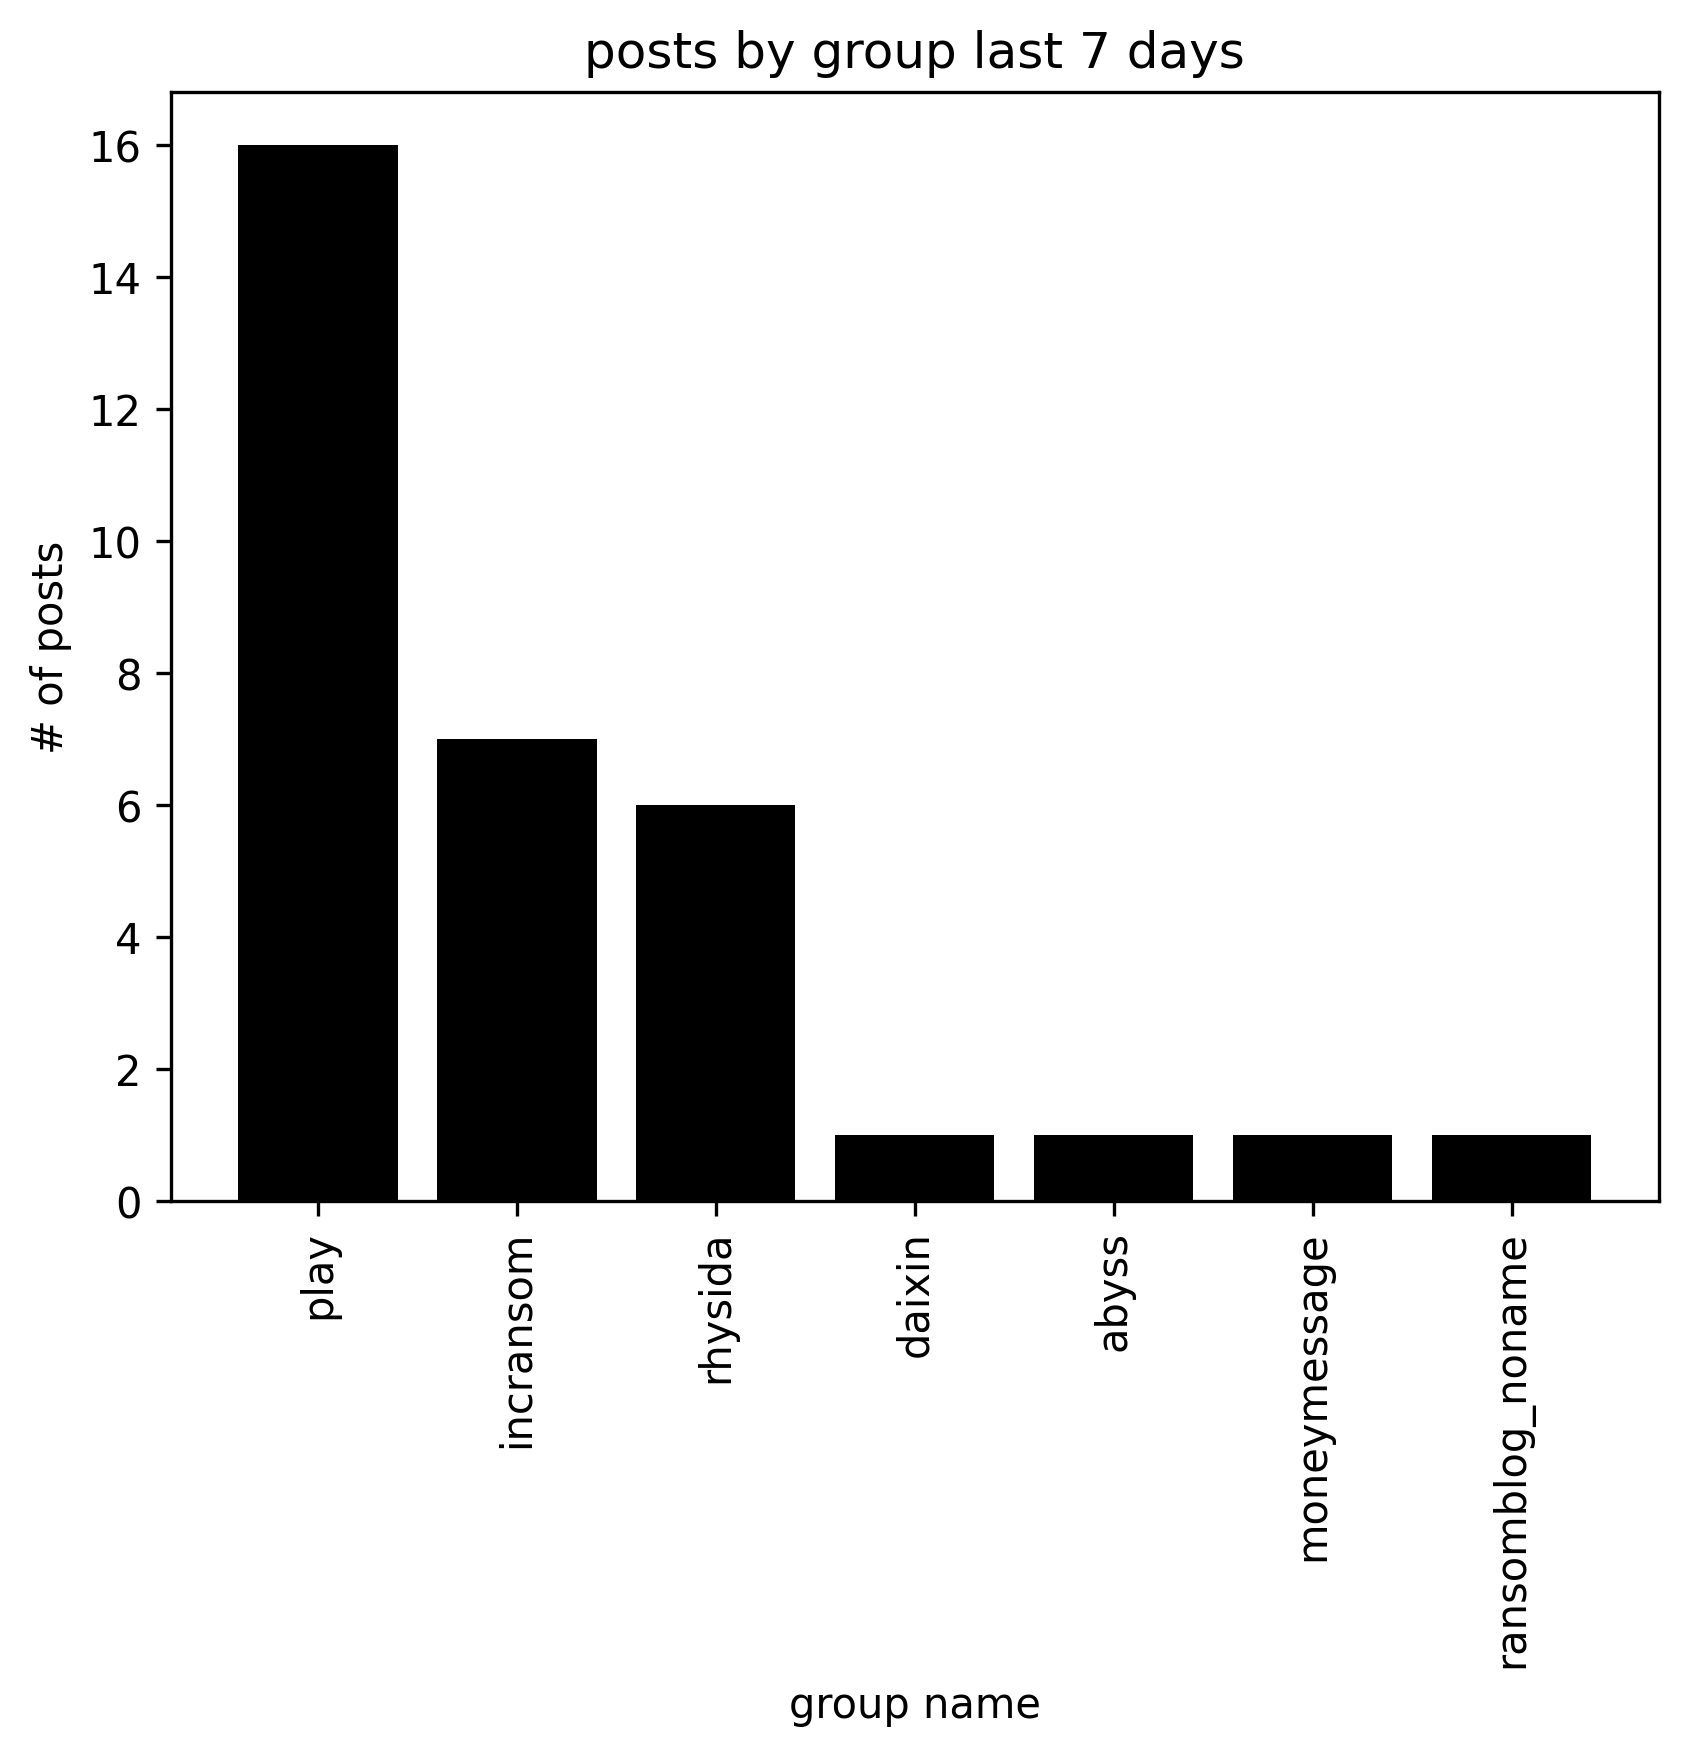 posts by group last 7 days
# of posts
16
14
12
10
8
6
4
2
0
play
incransom
rhysida
daixin
abyss
moneymessage
ransomblog_noname
group name